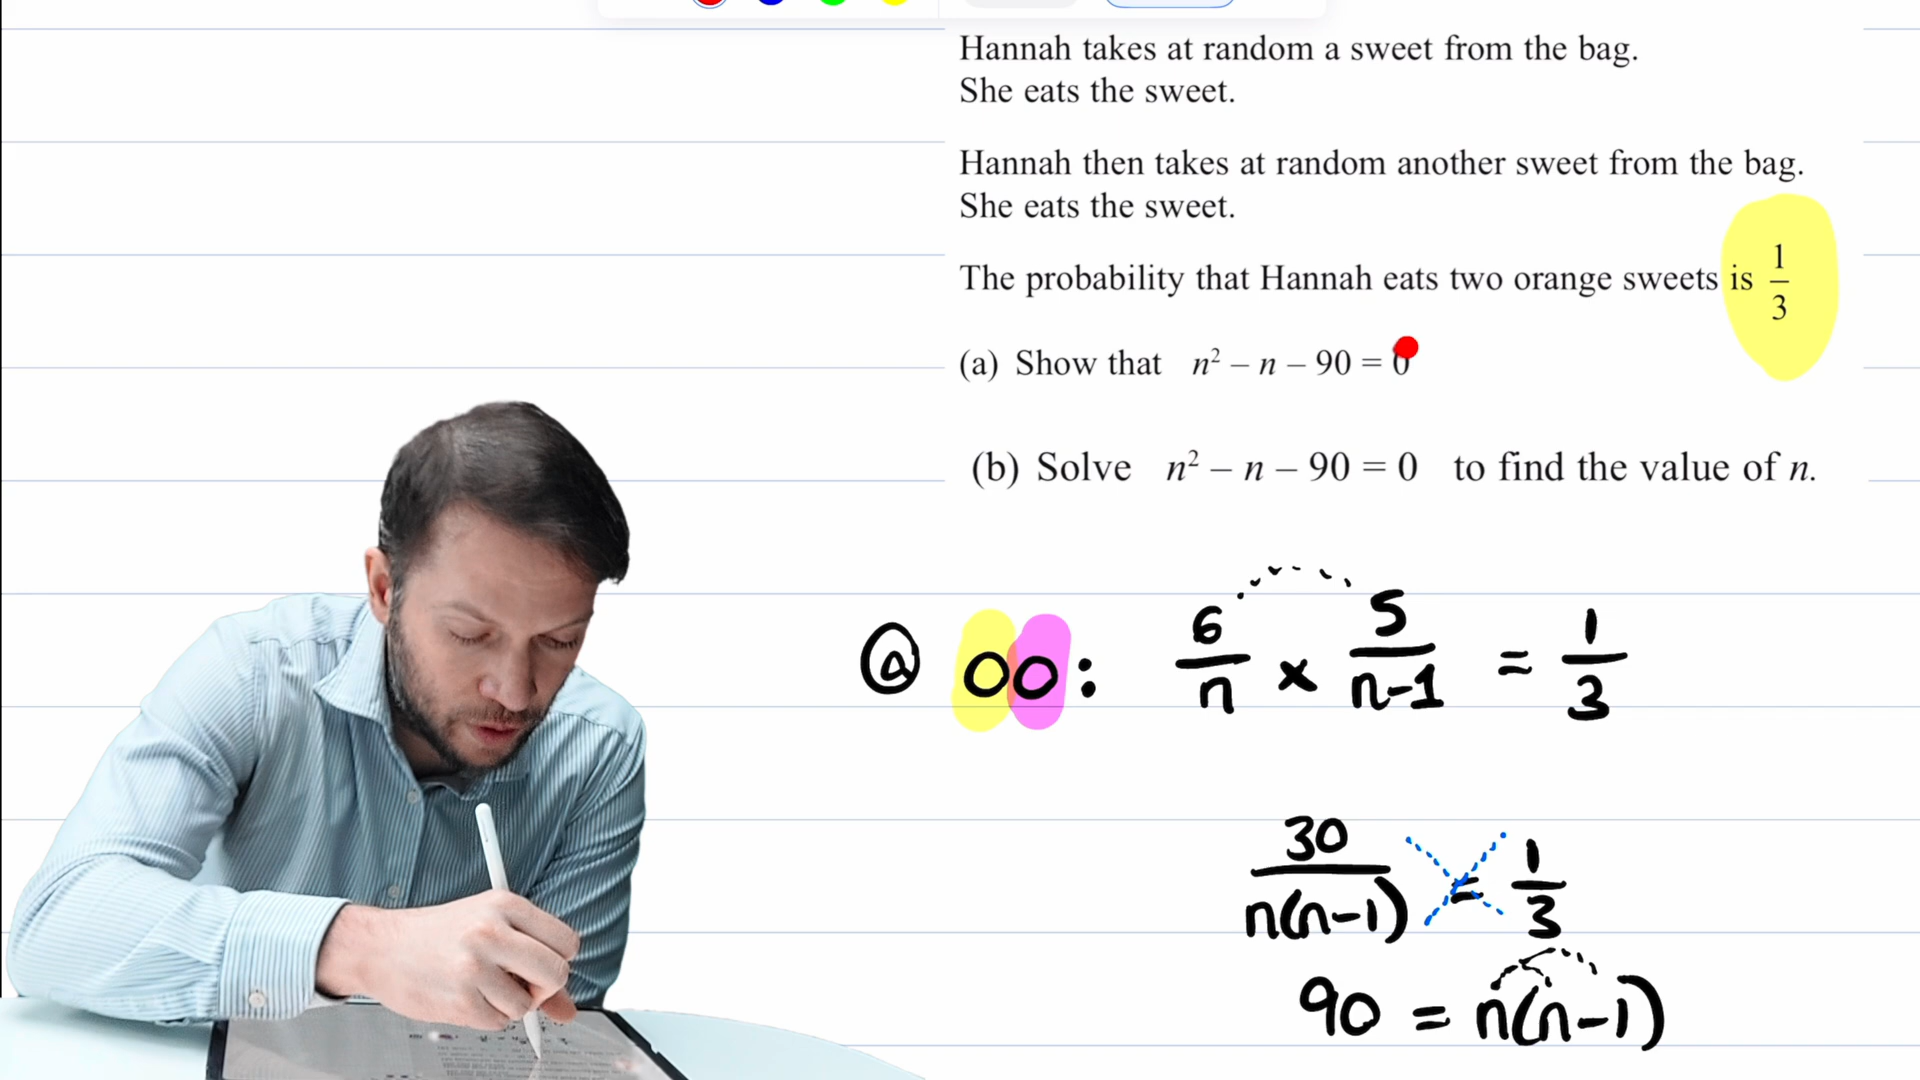 Hannah takes at random a sweet from the bag.
She eats the sweet.
Hannah then takes at random another sweet from the bag.
She eats the sweet.
The probability that Hannah eats two orange sweets is 1/3
(a) Show that n² – n – 90 = 0
(b) Solve n² – n – 90 = 0 to find the value of n.
ⓐ OO: 6/n × 5/n-1 = 1/3
30/n(n-1) = 1/3
90 = n(n-1)